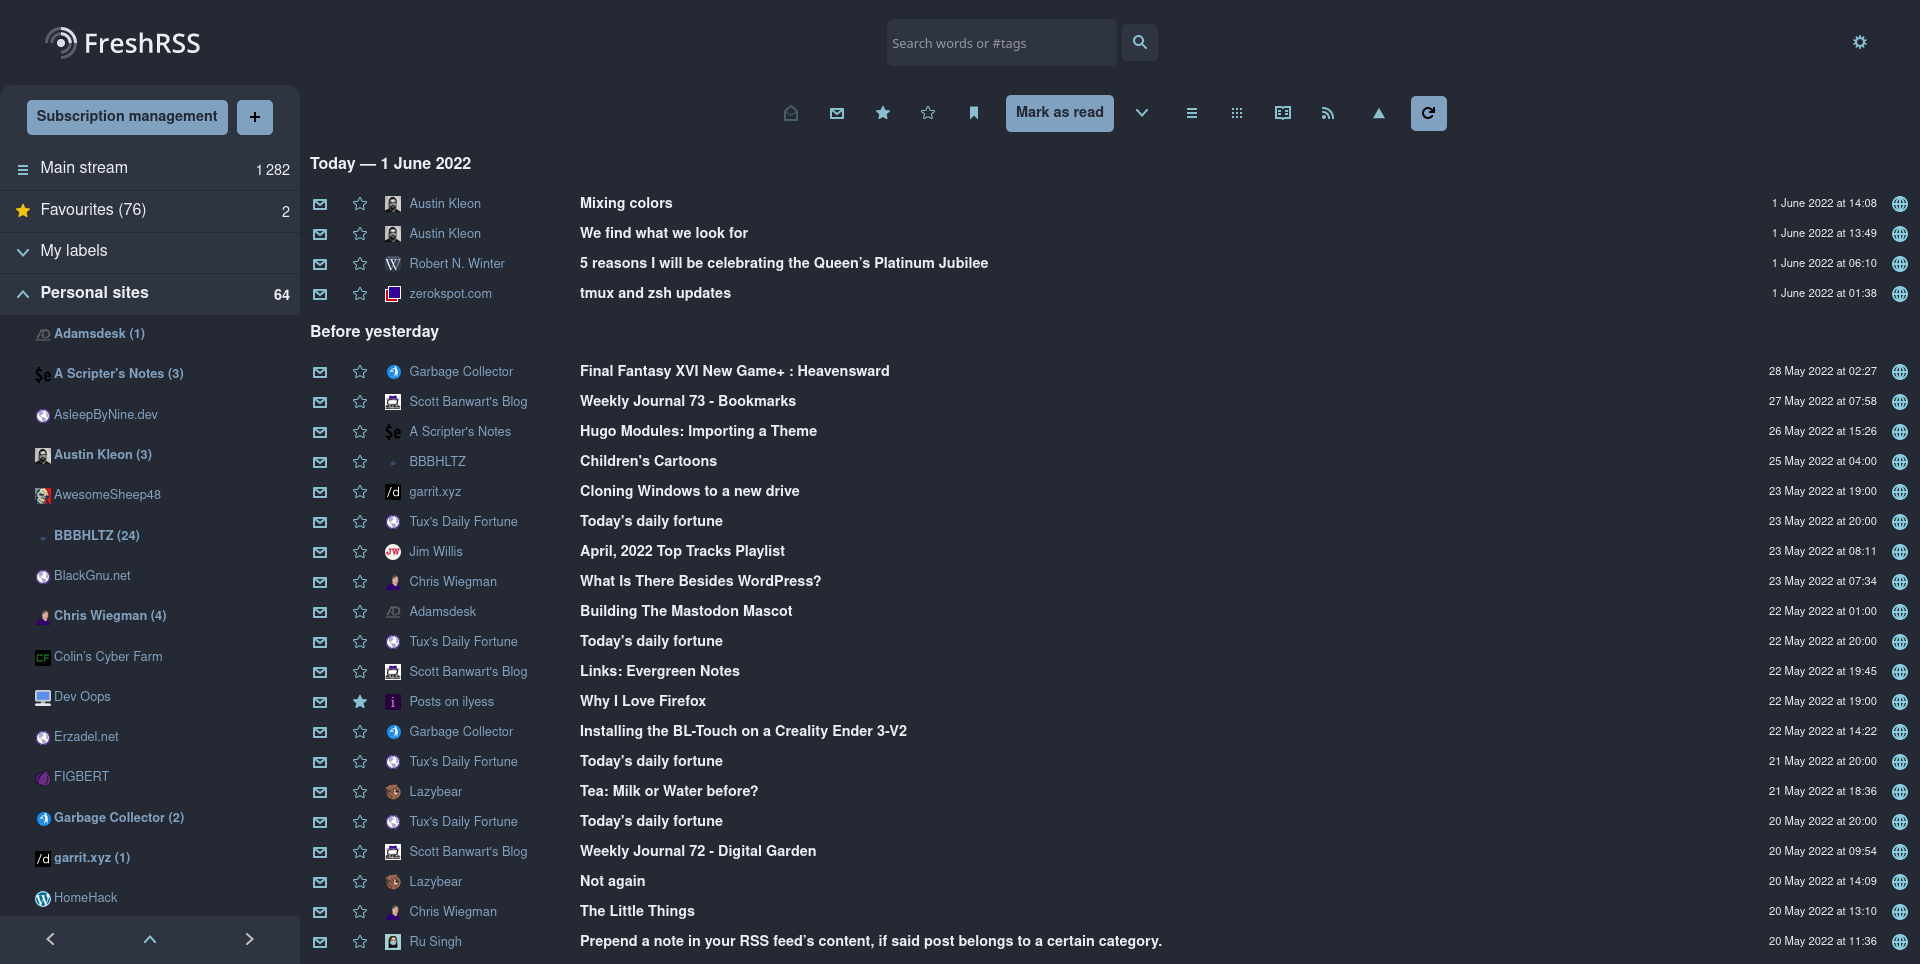 FreshRSS
Search words or #tags
Subscription management +
Mark as read
Main stream 1 282
Favourites (76) 2
My labels
Personal sites 64
Adamsdesk (1)
$e A Scripter's Notes (3)
AsleepByNine.dev
Austin Kleon (3)
AwesomeSheep48
BBBHLTZ (24)
BlackGnu.net
Chris Wiegman (4)
CF Colin's Cyber Farm
Dev Oops
Erzadel.net
FIGBERT
Garbage Collector (2)
/d garrit.xyz (1)
HomeHack
Today — 1 June 2022
Austin Kleon Mixing colors 1 June 2022 at 14:08
Austin Kleon We find what we look for 1 June 2022 at 13:49
W Robert N. Winter 5 reasons I will be celebrating the Queen's Platinum Jubilee 1 June 2022 at 06:10
zerokspot.com tmux and zsh updates 1 June 2022 at 01:38
Before yesterday
Garbage Collector Final Fantasy XVI New Game+ : Heavensward 28 May 2022 at 02:27
Scott Banwart's Blog Weekly Journal 73 - Bookmarks 27 May 2022 at 07:58
$e A Scripter's Notes Hugo Modules: Importing a Theme 26 May 2022 at 15:26
BBBHLTZ Children's Cartoons 25 May 2022 at 04:00
/d garrit.xyz Cloning Windows to a new drive 23 May 2022 at 19:00
Tux's Daily Fortune Today's daily fortune 23 May 2022 at 20:00
JW Jim Willis April, 2022 Top Tracks Playlist 23 May 2022 at 08:11
Chris Wiegman What Is There Besides WordPress? 23 May 2022 at 07:34
Adamsdesk Building The Mastodon Mascot 22 May 2022 at 01:00
Tux's Daily Fortune Today's daily fortune 22 May 2022 at 20:00
Scott Banwart's Blog Links: Evergreen Notes 22 May 2022 at 19:45
i Posts on ilyess Why I Love Firefox 22 May 2022 at 19:00
Garbage Collector Installing the BL-Touch on a Creality Ender 3-V2 22 May 2022 at 14:22
Tux's Daily Fortune Today's daily fortune 21 May 2022 at 20:00
Lazybear Tea: Milk or Water before? 21 May 2022 at 18:36
Tux's Daily Fortune Today's daily fortune 20 May 2022 at 20:00
Scott Banwart's Blog Weekly Journal 72 - Digital Garden 20 May 2022 at 09:54
Lazybear Not again 20 May 2022 at 14:09
Chris Wiegman The Little Things 20 May 2022 at 13:10
Ru Singh Prepend a note in your RSS feed's content, if said post belongs to a certain category. 20 May 2022 at 11:36